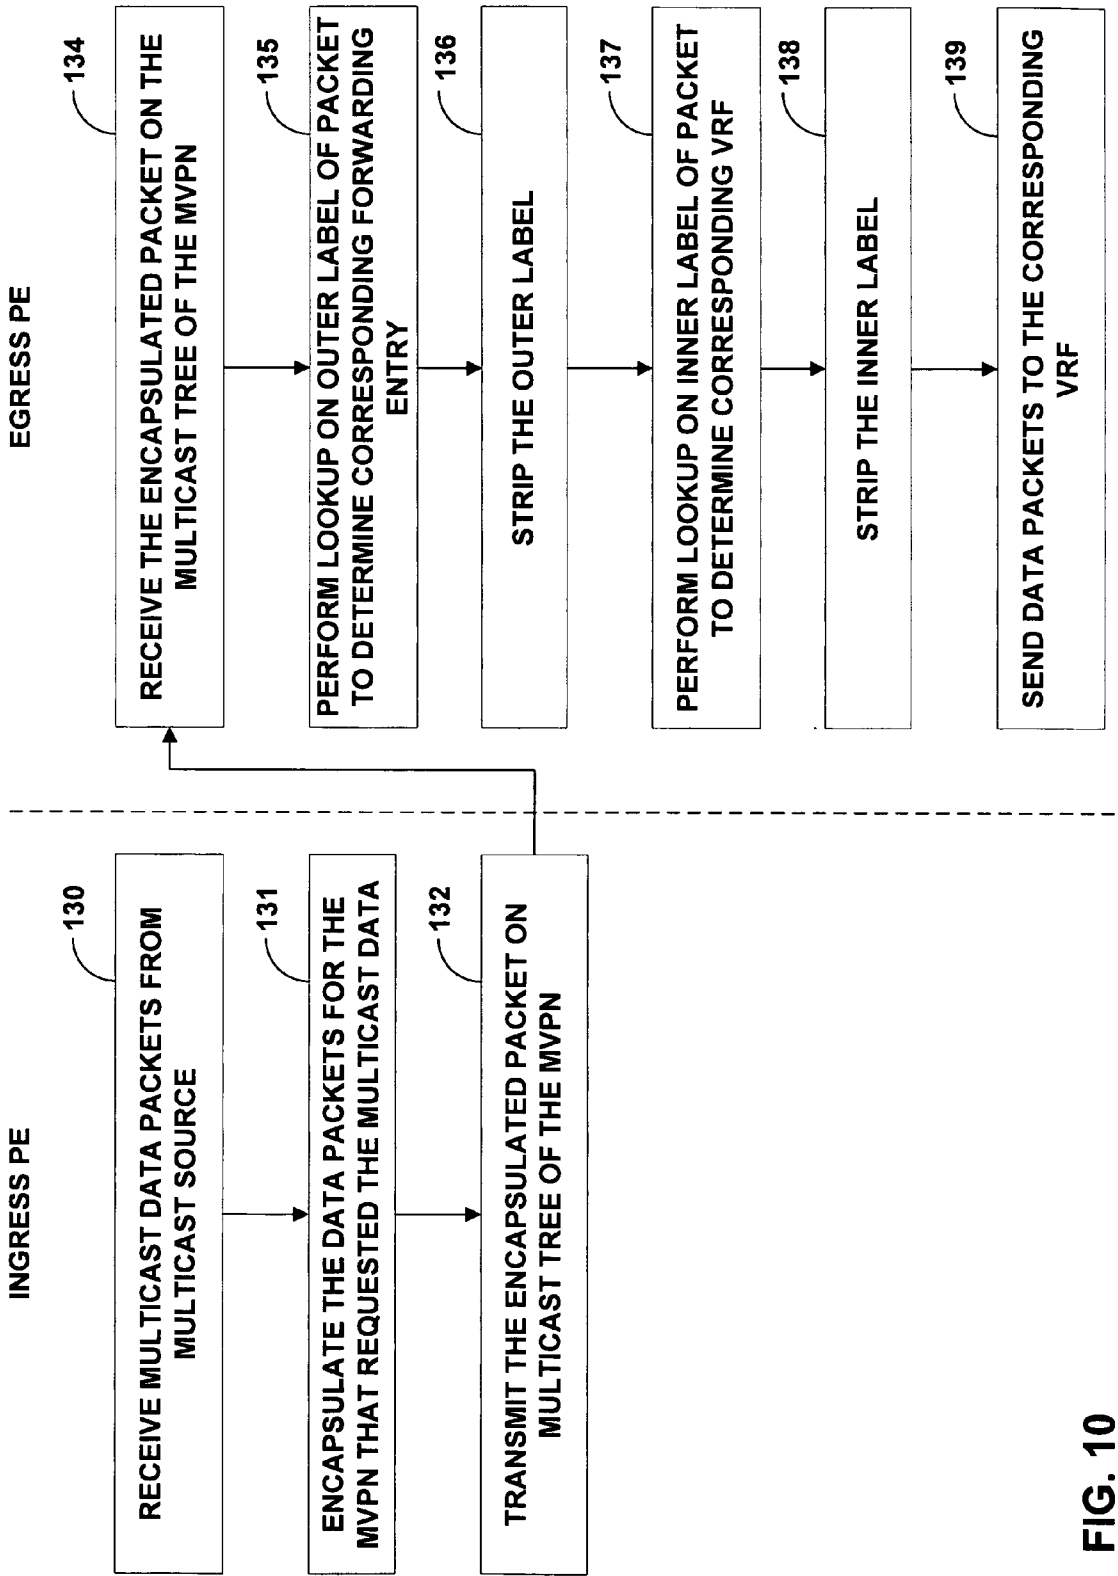 INGRESS PE
130
RECEIVE MULTICAST DATA PACKETS FROM
MULTICAST SOURCE
131
ENCAPSULATE THE DATA PACKETS FOR THE
MVPN THAT REQUESTED THE MULTICAST DATA
132
TRANSMIT THE ENCAPSULATED PACKET ON
MULTICAST TREE OF THE MVPN
EGRESS PE
134
RECEIVE THE ENCAPSULATED PACKET ON THE
MULTICAST TREE OF THE MVPN
135
PERFORM LOOKUP ON OUTER LABEL OF PACKET
TO DETERMINE CORRESPONDING FORWARDING
ENTRY
136
STRIP THE OUTER LABEL
137
PERFORM LOOKUP ON INNER LABEL OF PACKET
TO DETERMINE CORRESPONDING VRF
138
STRIP THE INNER LABEL
139
SEND DATA PACKETS TO THE CORRESPONDING
VRF
FIG. 10